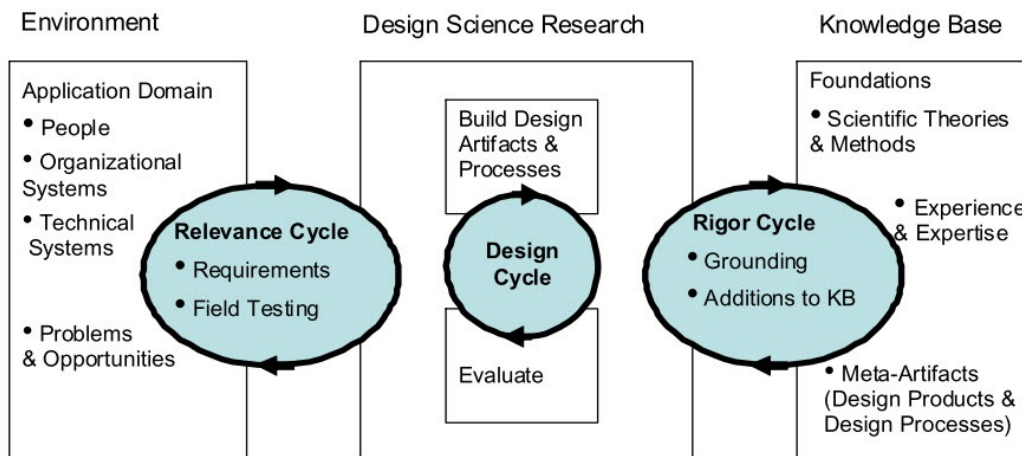 Environment
Design Science Research
Knowledge Base
Application Domain
• People
• Organizational
Systems
• Technical
Systems
• Problems
& Opportunities
Relevance Cycle
• Requirements
• Field Testing
Build Design
Artifacts &
Processes
Design
Cycle
Evaluate
Rigor Cycle
• Grounding
• Additions to KB
Foundations
• Scientific Theories
& Methods
• Experience
& Expertise
• Meta-Artifacts
(Design Products &
Design Processes)